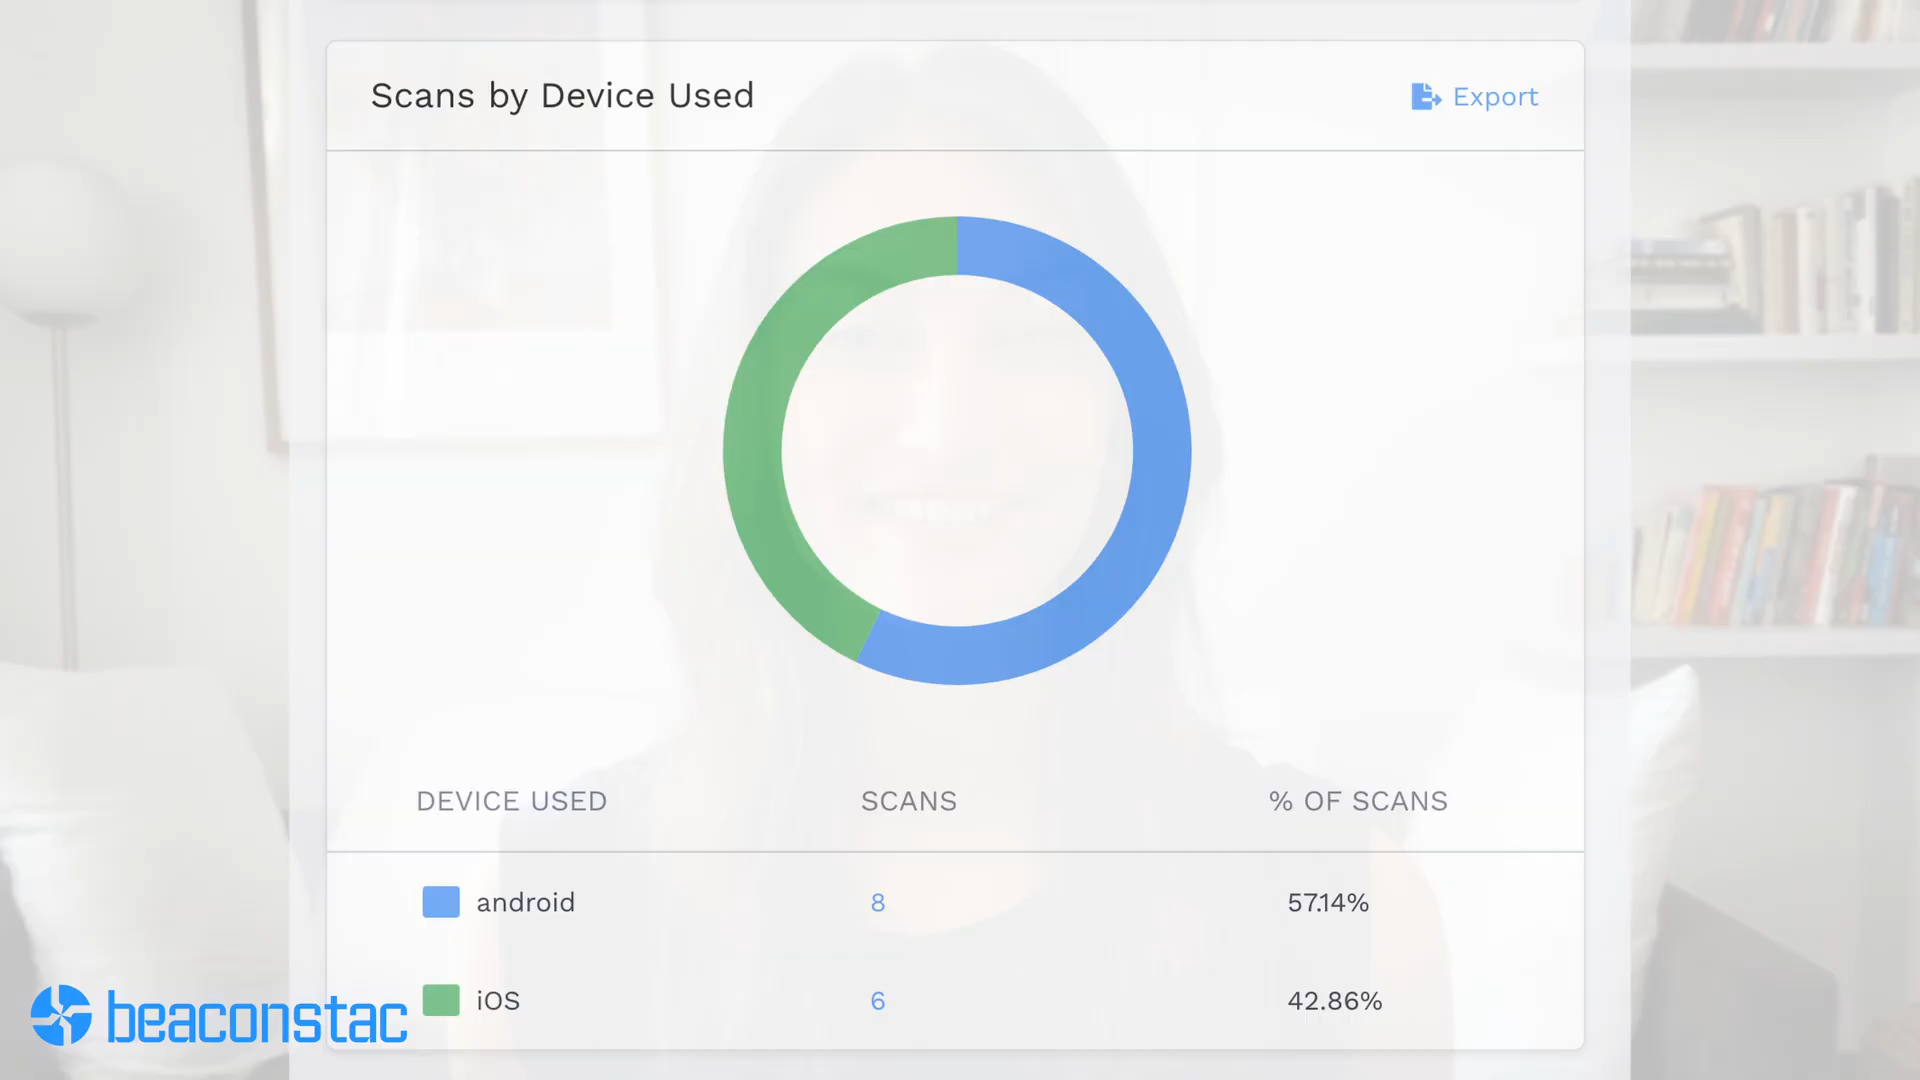 Scans by Device Used
Export
DEVICE USED SCANS % OF SCANS
android 8 57.14%
iOS 6 42.86%
beaconstac